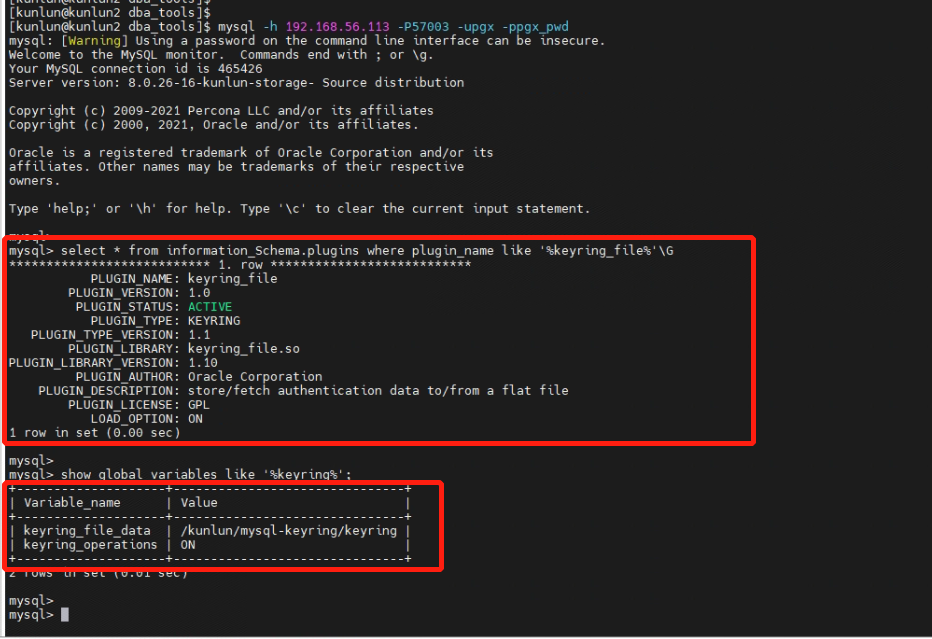 [kunlun@kunlun2 dba_tools]$
[kunlun@kunlun2 dba_tools]$
[kunlun@kunlun2 dba_tools]$ mysql -h 192.168.56.113 -P57003 -upgx -ppgx_pwd
mysql: [Warning] Using a password on the command line interface can be insecure.
Welcome to the MySQL monitor.  Commands end with ; or \g.
Your MySQL connection id is 465426
Server version: 8.0.26-16-kunlun-storage- Source distribution
Copyright (c) 2009-2021 Percona LLC and/or its affiliates
Copyright (c) 2000, 2021, Oracle and/or its affiliates.
Oracle is a registered trademark of Oracle Corporation and/or its
affiliates. Other names may be trademarks of their respective
owners.
Type 'help;' or '\h' for help. Type '\c' to clear the current input statement.
mysql>
mysql> select * from information_Schema.plugins where plugin_name like '%keyring_file%'\G
*************************** 1. row ***************************
PLUGIN_NAME: keyring_file
PLUGIN_VERSION: 1.0
PLUGIN_STATUS: ACTIVE
PLUGIN_TYPE: KEYRING
PLUGIN_TYPE_VERSION: 1.1
PLUGIN_LIBRARY: keyring_file.so
PLUGIN_LIBRARY_VERSION: 1.10
PLUGIN_AUTHOR: Oracle Corporation
PLUGIN_DESCRIPTION: store/fetch authentication data to/from a flat file
PLUGIN_LICENSE: GPL
LOAD_OPTION: ON
1 row in set (0.00 sec)
mysql>
mysql> show global variables like '%keyring%';
+--------------------+-------------------------------+
| Variable_name      | Value                         |
+--------------------+-------------------------------+
| keyring_file_data  | /kunlun/mysql-keyring/keyring |
| keyring_operations | ON                            |
+--------------------+-------------------------------+
2 rows in set (0.01 sec)
mysql>
mysql>